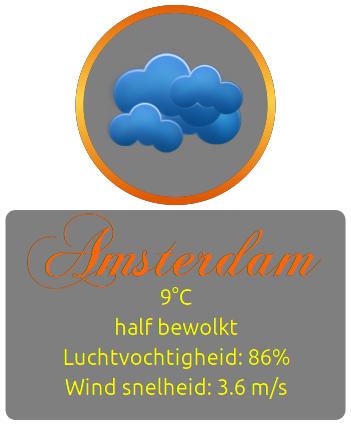 Amsterdam
9°C
half bewolkt
Luchtvochtigheid: 86%
Wind snelheid: 3.6 m/s